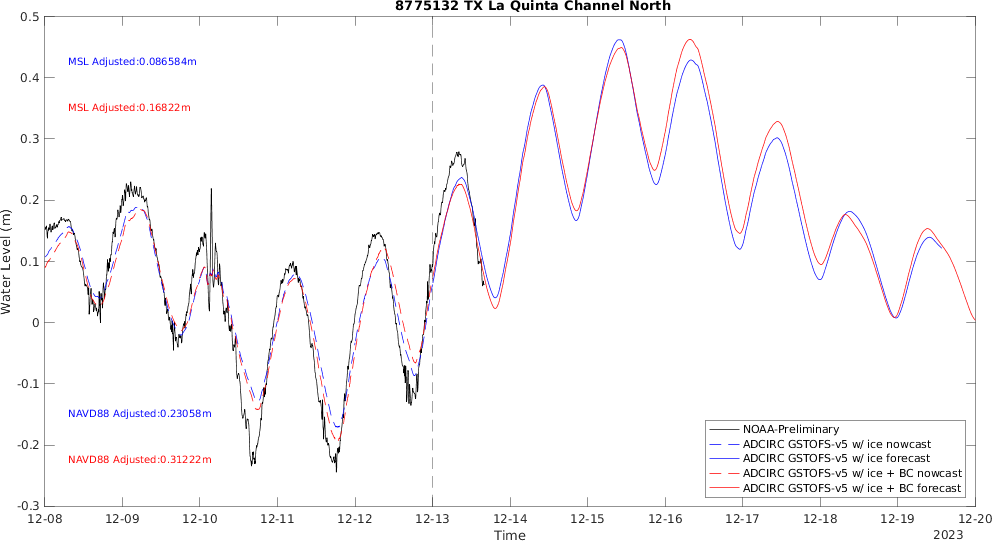 8775132 TX La Quinta Channel North
Water Level (m)
0.5
0.4
0.3
0.2
0.1
0
-0.1
-0.2
-0.3
MSL Adjusted:0.086584m
MSL Adjusted:0.16822m
NAVD88 Adjusted:0.23058m
NAVD88 Adjusted:0.31222m
NOAA-Preliminary
ADCIRC GSTOFS-v5 w/ ice nowcast
ADCIRC GSTOFS-v5 w/ ice forecast
ADCIRC GSTOFS-v5 w/ ice + BC nowcast
ADCIRC GSTOFS-v5 w/ ice + BC forecast
12-08 12-09 12-10 12-11 12-12 12-13 12-14 12-15 12-16 12-17 12-18 12-19 12-20
Time
2023